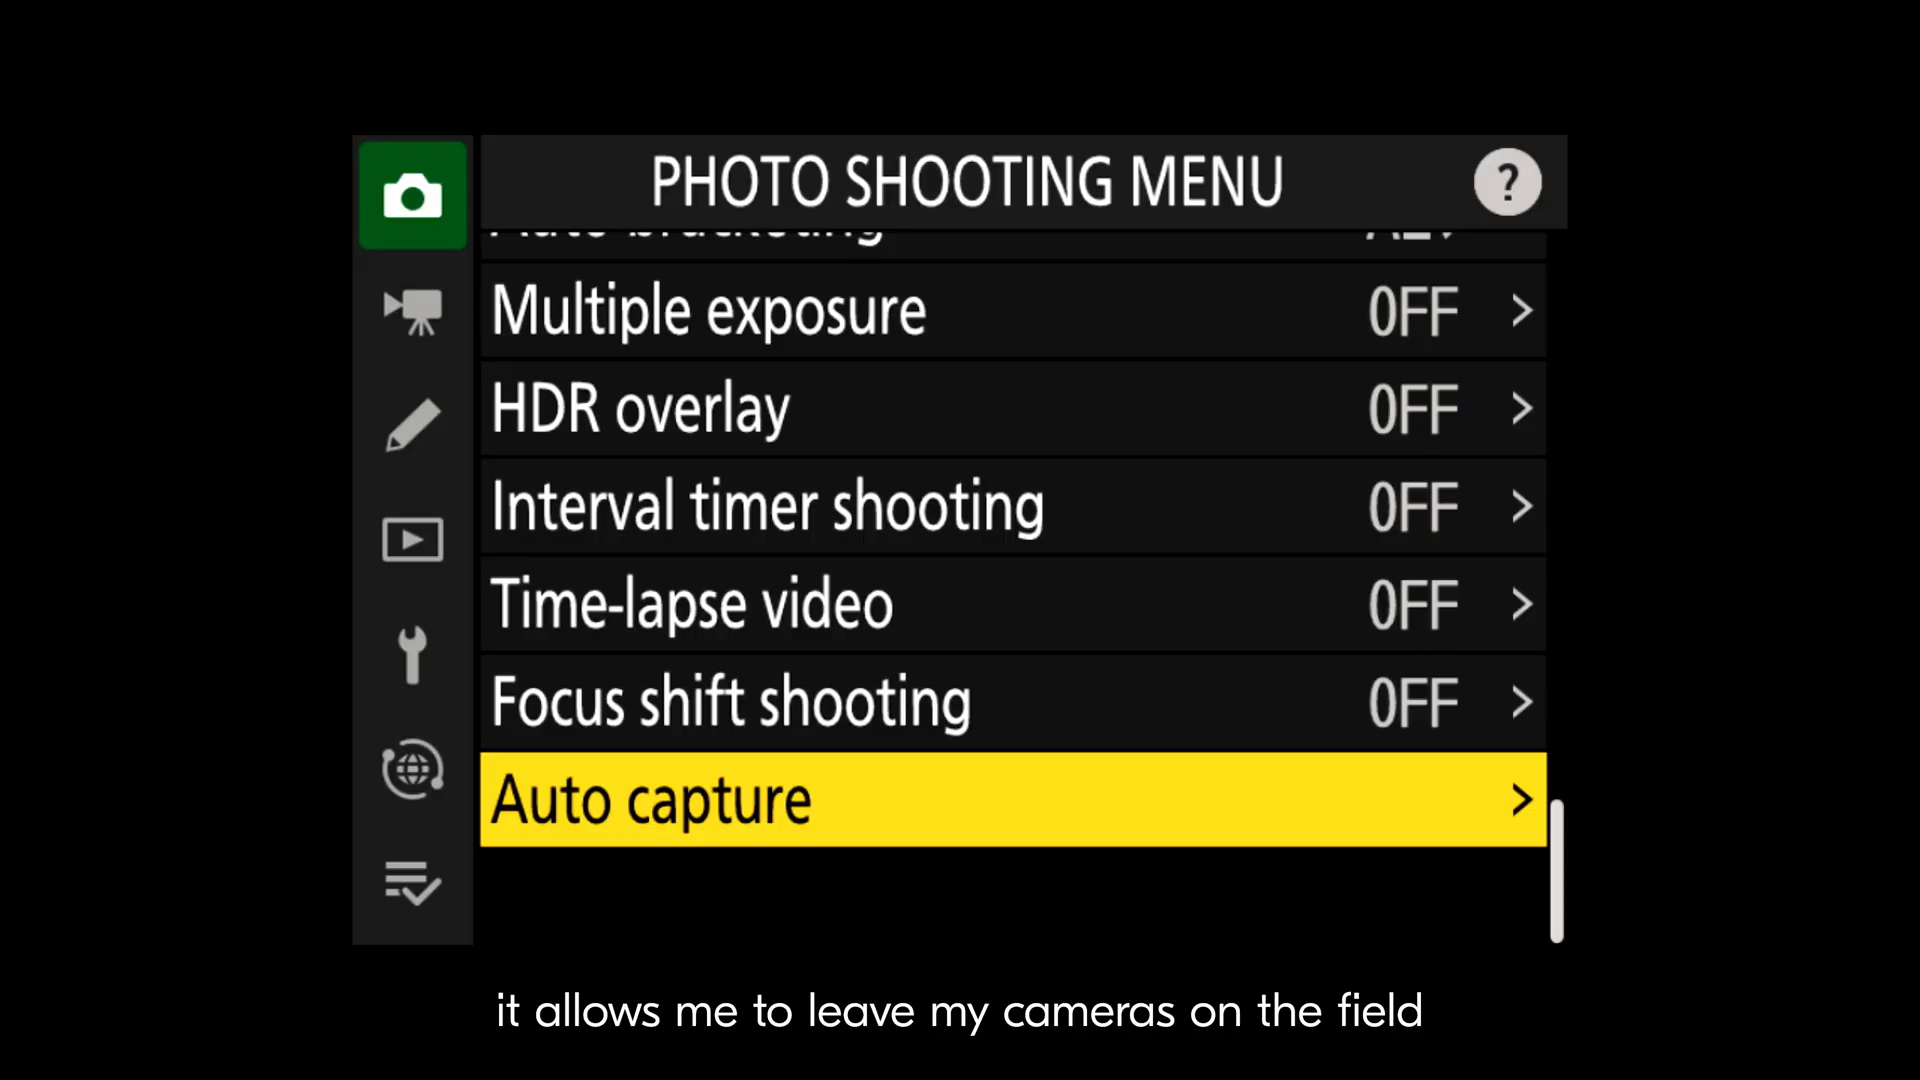 PHOTO SHOOTING MENU ?
Multiple exposure OFF >
HDR overlay OFF >
Interval timer shooting OFF >
Time-lapse video OFF >
Focus shift shooting OFF >
Auto capture >
it allows me to leave my cameras on the field